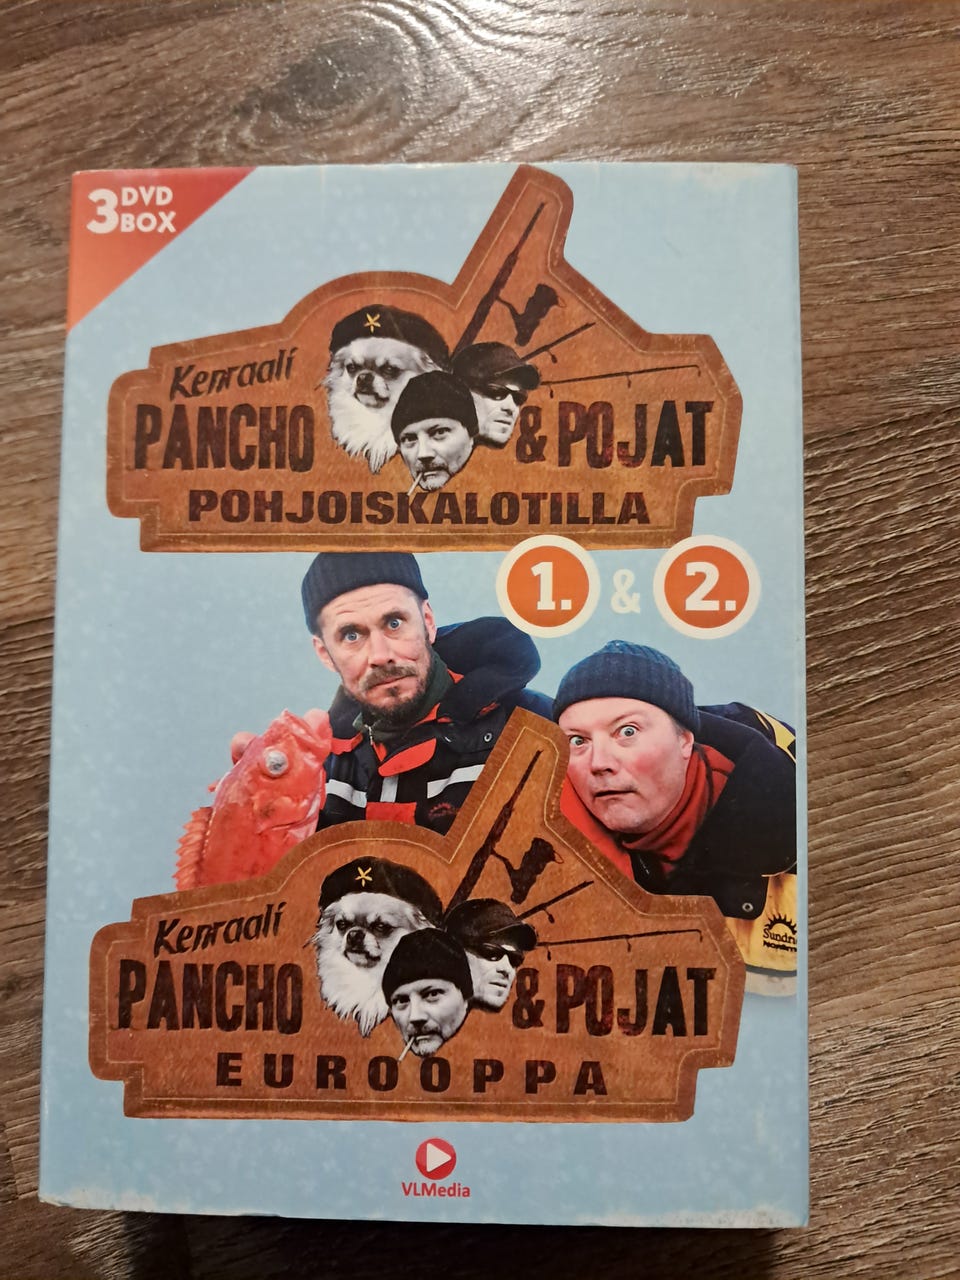 3 DVD
BOX
Kenraali
PANCHO & POJAT
POHJOISKALOTILLA
1. & 2.
Kenraali
PANCHO & POJAT
EUROOPPA
VLMedia